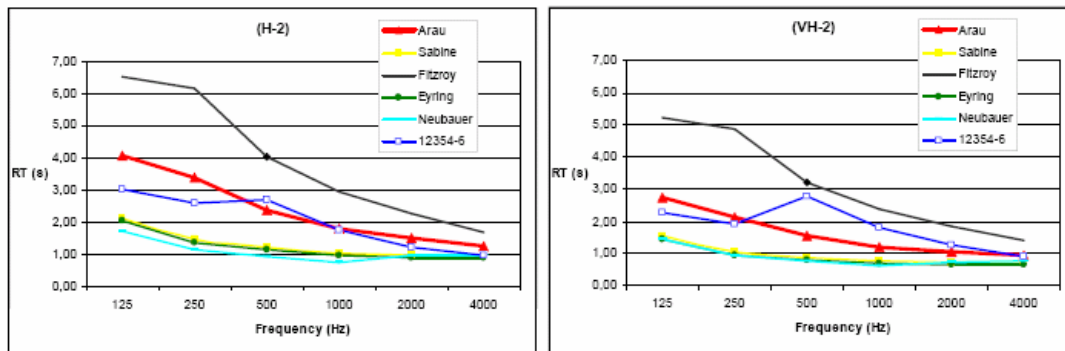 (H-2)
Arau
Sabine
Fitzroy
Eyring
Neubauer
12354-6
7,00
6,00
5,00
4,00
RT (s)
3,00
2,00
1,00
0,00
125 250 500 1000 2000 4000
Frequency (Hz)
(VH-2)
Arau
Sabine
Fitzroy
Eyring
Neubauer
12354-6
7,00
6,00
5,00
4,00
RT (s)
3,00
2,00
1,00
0,00
125 250 500 1000 2000 4000
Frequency (Hz)